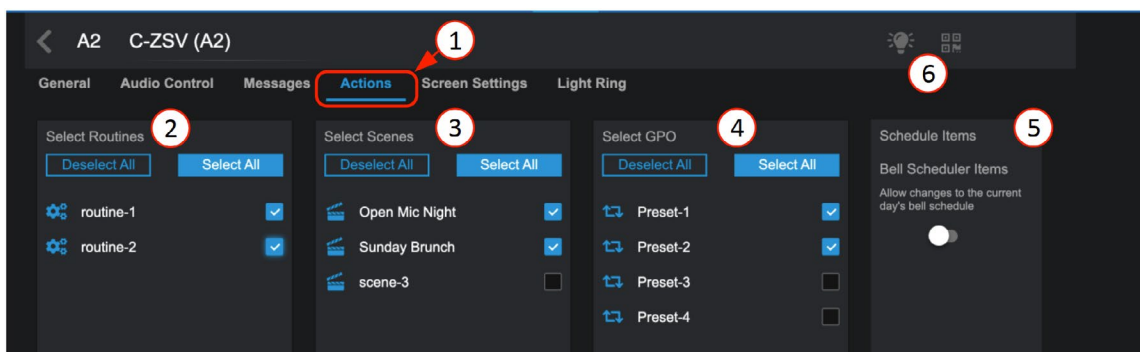 A2 C-ZSV (A2)
1
6
General Audio Control Messages Actions Screen Settings Light Ring
Select Routines 2
Deselect All Select All
routine-1
routine-2
Select Scenes 3
Deselect All Select All
Open Mic Night
Sunday Brunch
scene-3
Select GPO 4
Deselect All Select All
Preset-1
Preset-2
Preset-3
Preset-4
Schedule Items 5
Bell Scheduler Items
Allow changes to the current
day's bell schedule